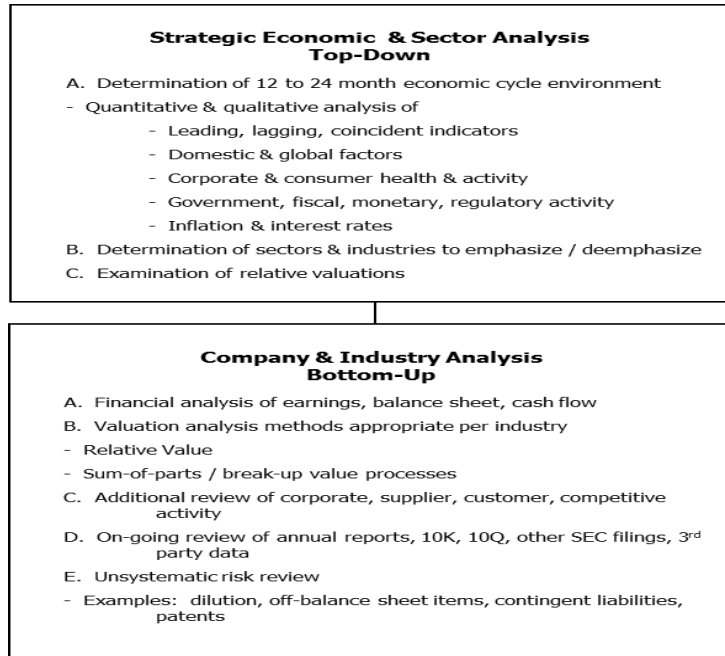 Strategic Economic & Sector Analysis
Top-Down
A. Determination of 12 to 24 month economic cycle environment
- Quantitative & qualitative analysis of
- Leading, lagging, coincident indicators
- Domestic & global factors
- Corporate & consumer health & activity
- Government, fiscal, monetary, regulatory activity
- Inflation & interest rates
B. Determination of sectors & industries to emphasize / deemphasize
C. Examination of relative valuations
Company & Industry Analysis
Bottom-Up
A. Financial analysis of earnings, balance sheet, cash flow
B. Valuation analysis methods appropriate per industry
- Relative Value
- Sum-of-parts / break-up value processes
C. Additional review of corporate, supplier, customer, competitive
activity
D. On-going review of annual reports, 10K, 10Q, other SEC filings, 3rd
party data
E. Unsystematic risk review
- Examples: dilution, off-balance sheet items, contingent liabilities,
patents